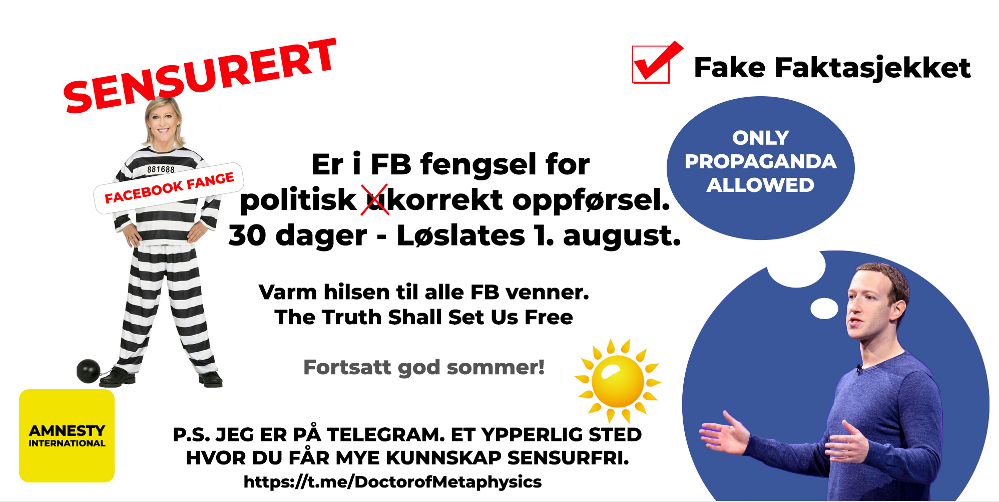 SENSURERT
Fake Faktasjekket
ONLY
PROPAGANDA
ALLOWED
881688
FACEBOOK FANGE
Er i FB fengsel for
politisk ukorrekt oppførsel.
30 dager - Løslates 1. august.
Varm hilsen til alle FB venner.
The Truth Shall Set Us Free
Fortsatt god sommer!
AMNESTY
INTERNATIONAL
P.S. JEG ER PÅ TELEGRAM. ET YPPERLIG STED
HVOR DU FÅR MYE KUNNSKAP SENSURFRI.
https://t.me/DoctorofMetaphysics